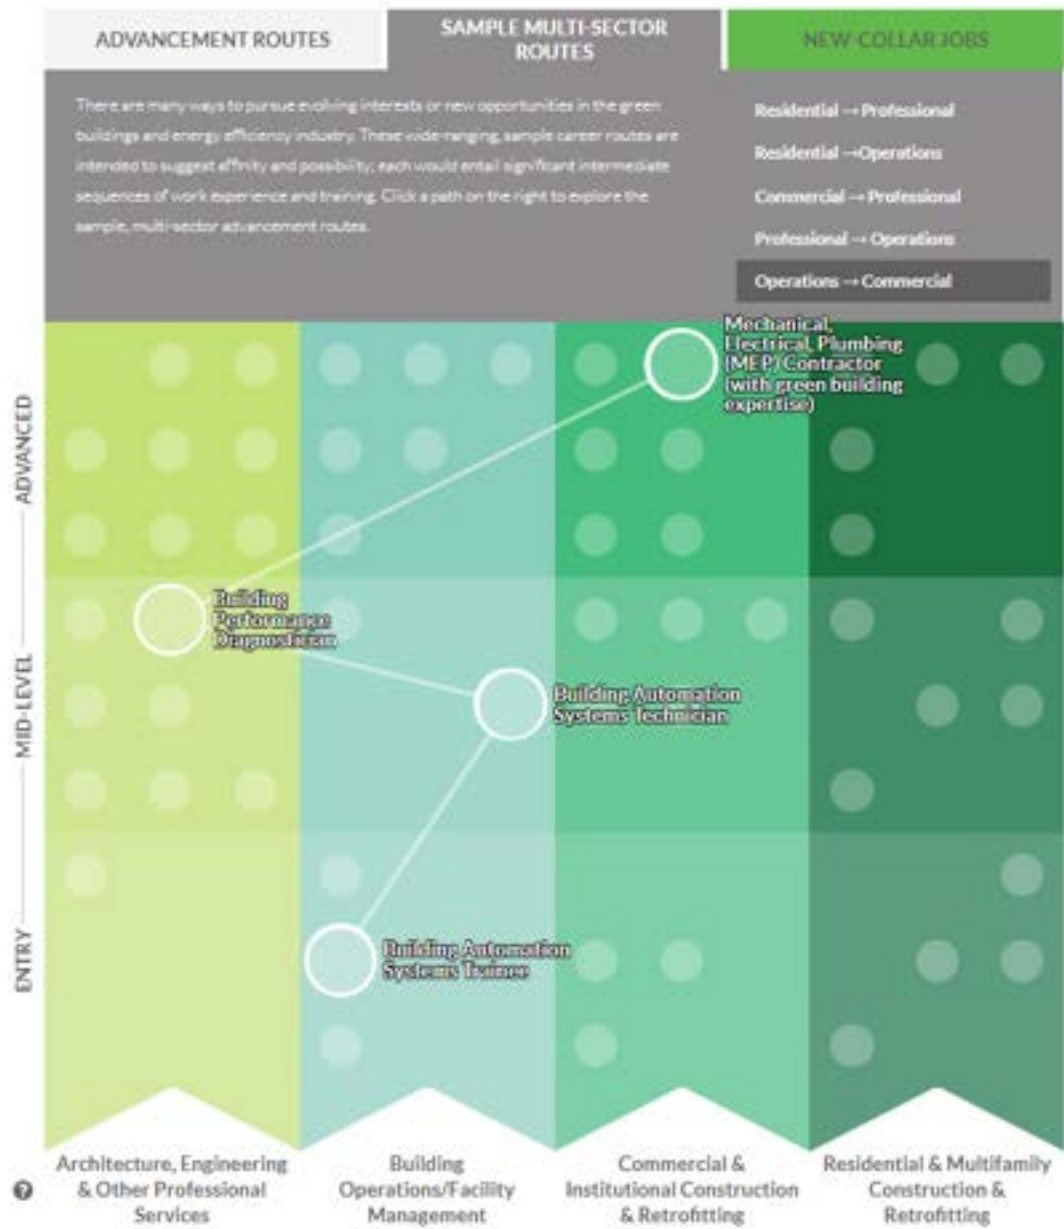 ADVANCEMENT ROUTES
SAMPLE MULTI-SECTOR
ROUTES
NEW-COLLAR JOBS
There are many ways to pursue evolving interests or new opportunities in the green
buildings and energy efficiency industry. These wide-ranging, sample career routes are
intended to suggest affinity and possibility; each would entail significant intermediate
sequences of work experience and training. Click a path on the right to explore the
sample, multi-sector advancement routes.
Residential → Professional
Residential → Operations
Commercial → Professional
Professional → Operations
Operations → Commercial
Mechanical,
Electrical, Plumbing
(MEP) Contractor
(with green building
expertise)
ADVANCED
Building
Performance
Diagnostician
MID-LEVEL
Building Automation
Systems Technician
ENTRY
Building Automation
Systems Trainee
Architecture, Engineering
& Other Professional
Services
Building
Operations/Facility
Management
Commercial &
Institutional Construction
& Retrofitting
Residential & Multifamily
Construction &
Retrofitting
?